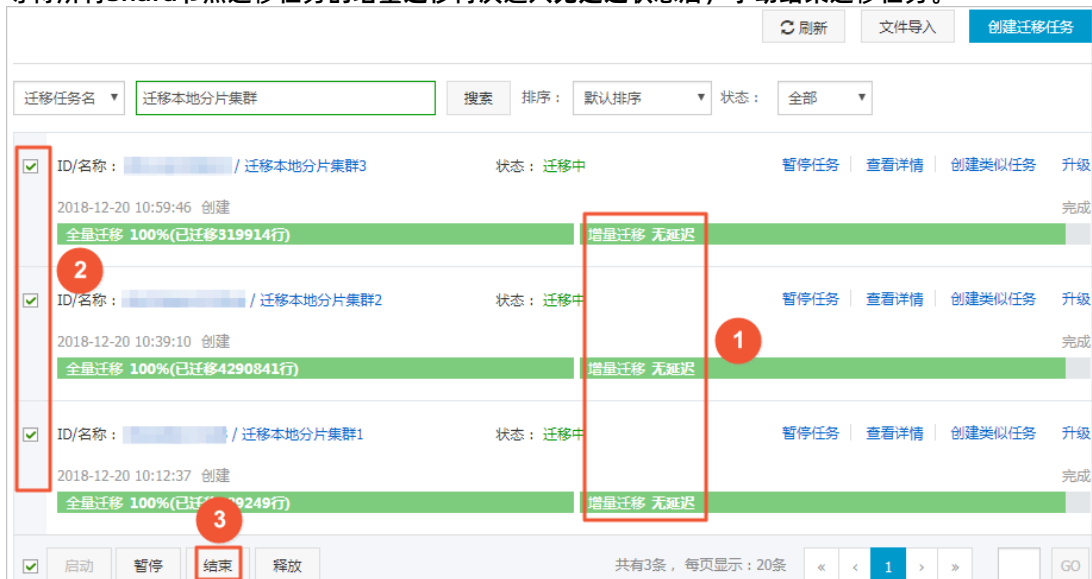 刷新 文件导入 创建迁移任务
迁移任务名 迁移本地分片集群 搜索 排序： 默认排序 状态： 全部
ID/名称： / 迁移本地分片集群3 状态：迁移中 暂停任务 查看详情 创建类似任务 升级
2018-12-20 10:59:46 创建 完成
全量迁移 100%(已迁移319914行) 增量迁移 无延迟
2
ID/名称： / 迁移本地分片集群2 状态：迁移中 暂停任务 查看详情 创建类似任务 升级
1
2018-12-20 10:39:10 创建 完成
全量迁移 100%(已迁移4290841行) 增量迁移 无延迟
ID/名称： / 迁移本地分片集群1 状态：迁移中 暂停任务 查看详情 创建类似任务 升级
2018-12-20 10:12:37 创建 完成
全量迁移 100%(已迁 9249行) 增量迁移 无延迟
3
启动 暂停 结束 释放 共有3条，每页显示：20条 « ‹ 1 › » GO